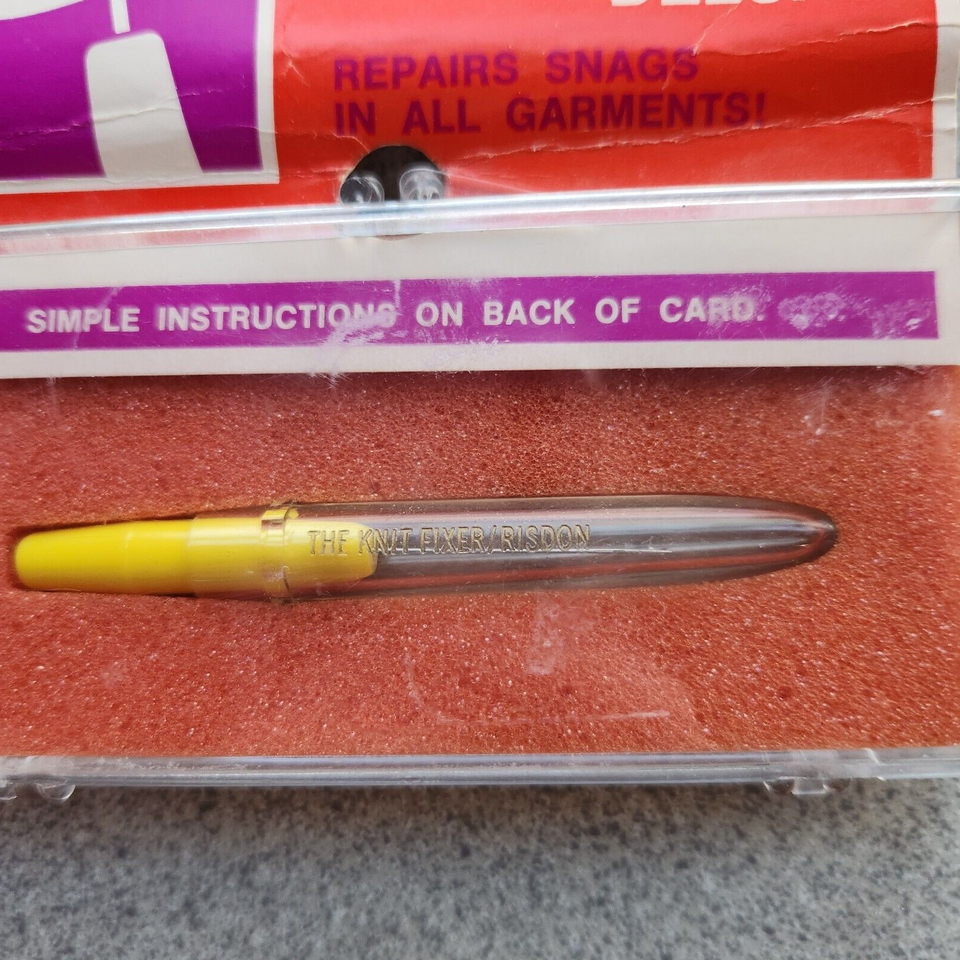 REPAIRS SNAGS
IN ALL GARMENTS!
SIMPLE INSTRUCTIONS ON BACK OF CARD.
THE KNIT FIXER/RISDON